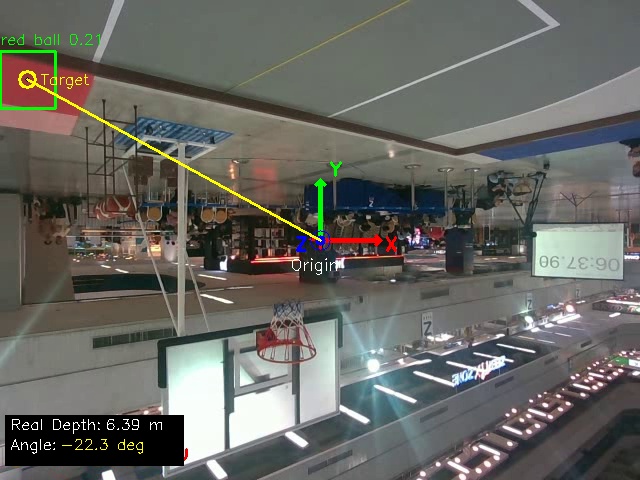 red ball 0.21
Target
Y
Z
X
Origin
06:37.90
Real Depth: 6.39 m
Angle: -22.3 deg